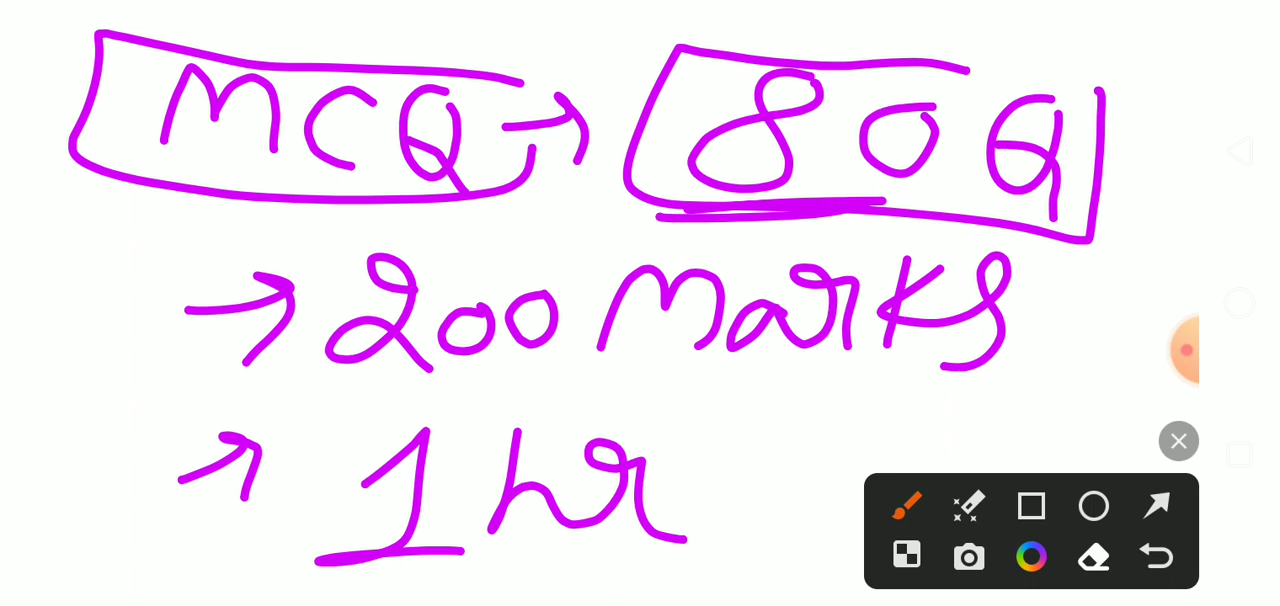 MCQ → 80Q
→ 200 Marks
→ 1 hr